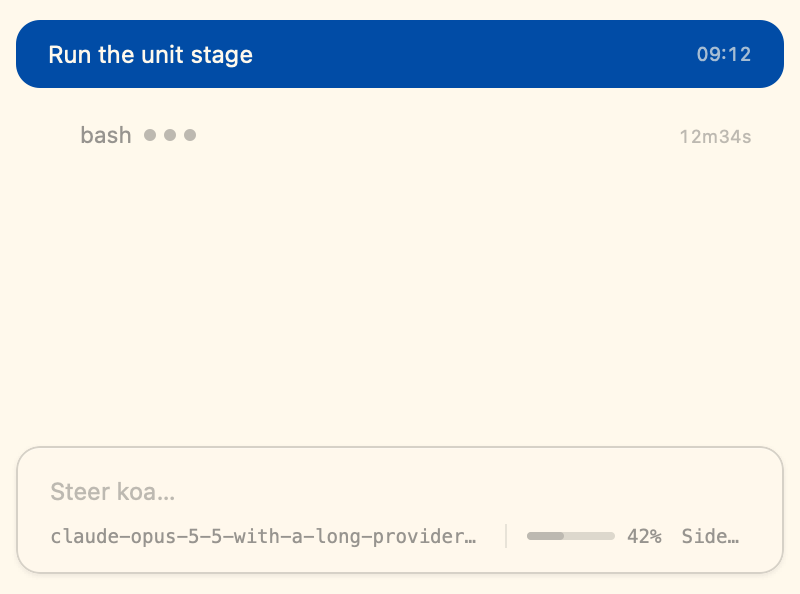 Run the unit stage 09:12
bash 12m34s
Steer koa…
claude-opus-5-5-with-a-long-provider… 42% Side…